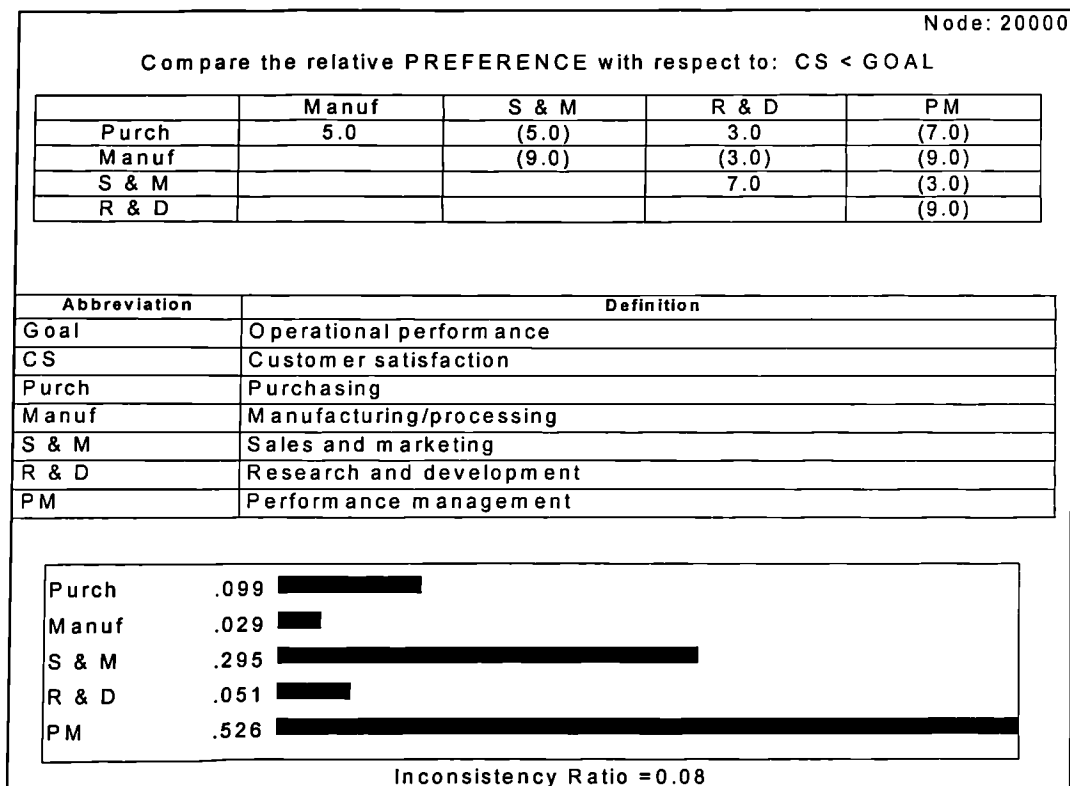 Node: 20000
Compare the relative PREFERENCE with respect to: CS < GOAL
Manuf S & M R & D PM
Purch 5.0 (5.0) 3.0 (7.0)
Manuf (9.0) (3.0) (9.0)
S & M 7.0 (3.0)
R & D (9.0)
Abbreviation Definition
Goal Operational performance
CS Customer satisfaction
Purch Purchasing
Manuf Manufacturing/processing
S & M Sales and marketing
R & D Research and development
PM Performance management
Purch .099
Manuf .029
S & M .295
R & D .051
PM .526
Inconsistency Ratio =0.08